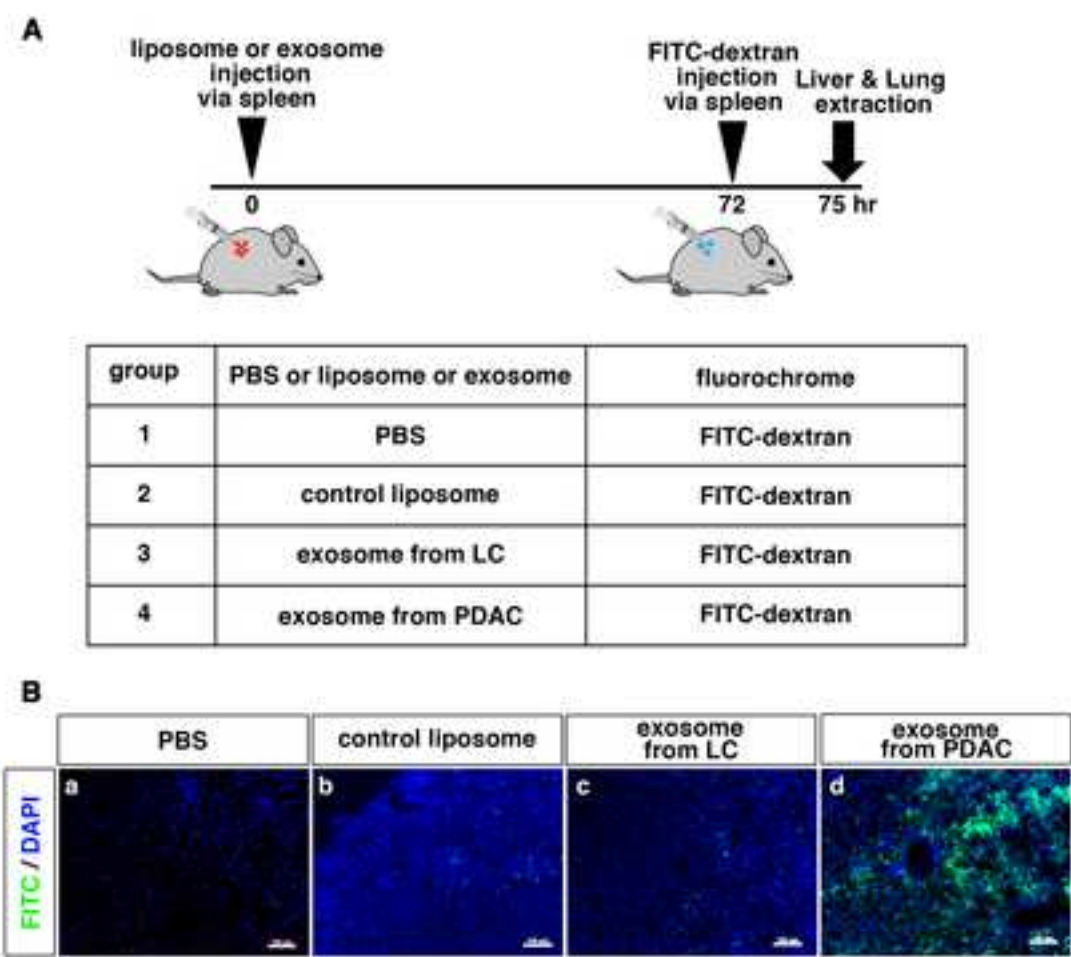 A
liposome or exosome
injection
via spleen
FITC-dextran
injection
via spleen
Liver & Lung
extraction
0
72
75 hr
group
PBS or liposome or exosome
fluorochrome
1
PBS
FITC-dextran
2
control liposome
FITC-dextran
3
exosome from LC
FITC-dextran
4
exosome from PDAC
FITC-dextran
B
PBS
control liposome
exosome
from LC
exosome
from PDAC
FITC / DAPI
a
b
c
d